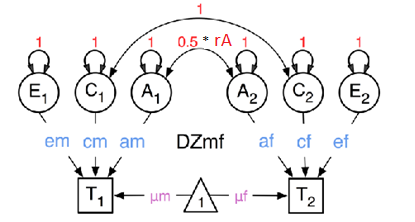 1
1 1 1 0.5 * rA 1 1 1
E1 C1 A1 A2 C2 E2
em cm am DZmf af cf ef
T1 μm 1 μf T2